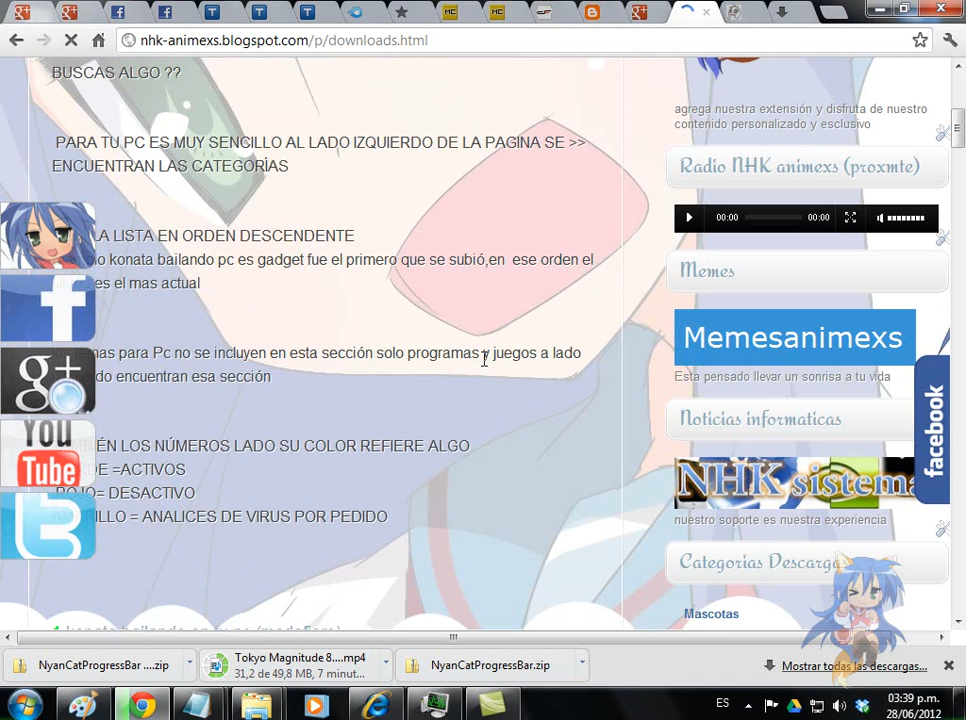 nhk-animexs.blogspot.com/p/downloads.html
BUSCAS ALGO ??
PARA TU PC ES MUY SENCILLO AL LADO IZQUIERDO DE LA PAGINA SE >>
ENCUENTRAN LAS CATEGORÍAS
LA LISTA EN ORDEN DESCENDENTE
konata bailando pc es gadget fue el primero que se subió,en ese orden el
es el mas actual
para Pc no se incluyen en esta sección solo programas y juegos a lado
encuentran esa sección
LOS NÚMEROS LADO SU COLOR REFIERE ALGO
=ACTIVOS
= DESACTIVO
= ANALICES DE VIRUS POR PEDIDO
agrega nuestra extensión y disfruta de nuestro
contenido personalizado y esclusivo
Radio NHK animexs (proxmte)
00:00 00:00
Memes
Memesanimexs
Esta pensado llevar un sonrisa a tu vida
Noticias informaticas
NHK sistema
nuestro soporte es nuestra experiencia
Categorias Descarga
Mascotas
facebook
f
g+
You
Tube
NyanCatProgressBar ....zip
Tokyo Magnitude 8....mp4
31,2 de 49,8 MB, 7 minut...
NyanCatProgressBar.zip
Mostrar todas las descargas...
ES
03:39 p.m.
28/06/2012